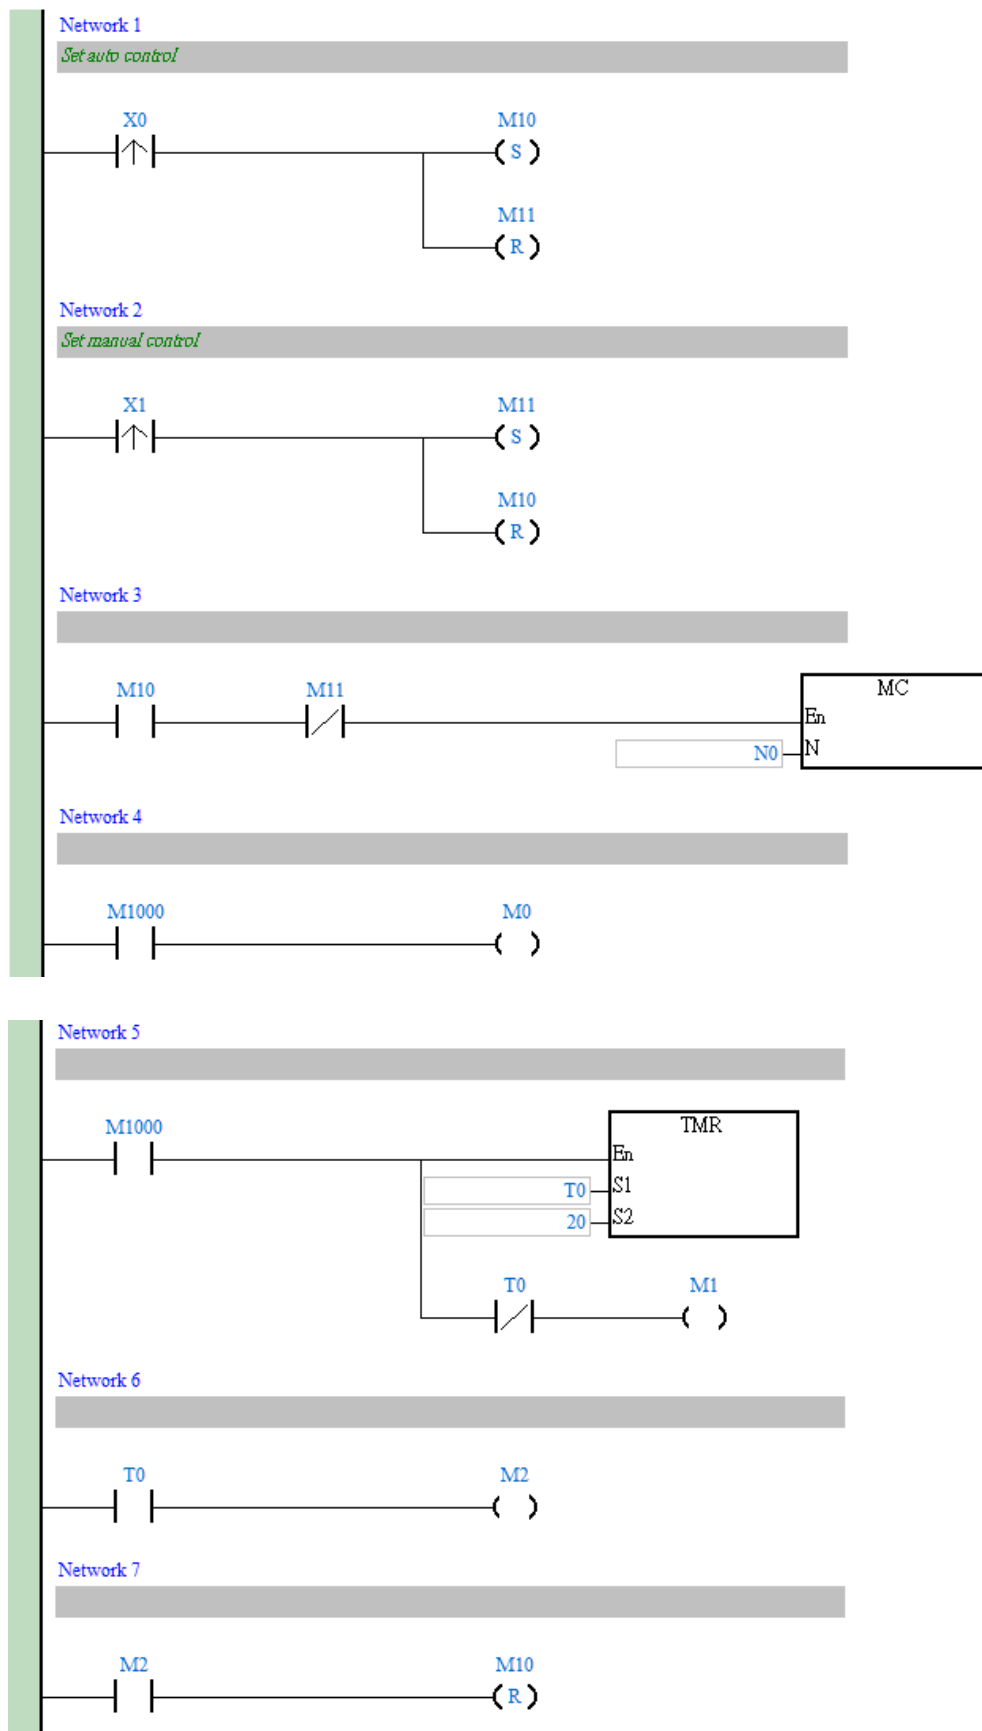 Network 1
Set auto control
X0 M10
S
M11
R
Network 2
Set manual control
X1 M11
S
M10
R
Network 3
M10 M11 MC
En
N0 N
Network 4
M1000 M0
Network 5
M1000 TMR
En
T0 S1
20 S2
T0 M1
Network 6
T0 M2
Network 7
M2 M10
R